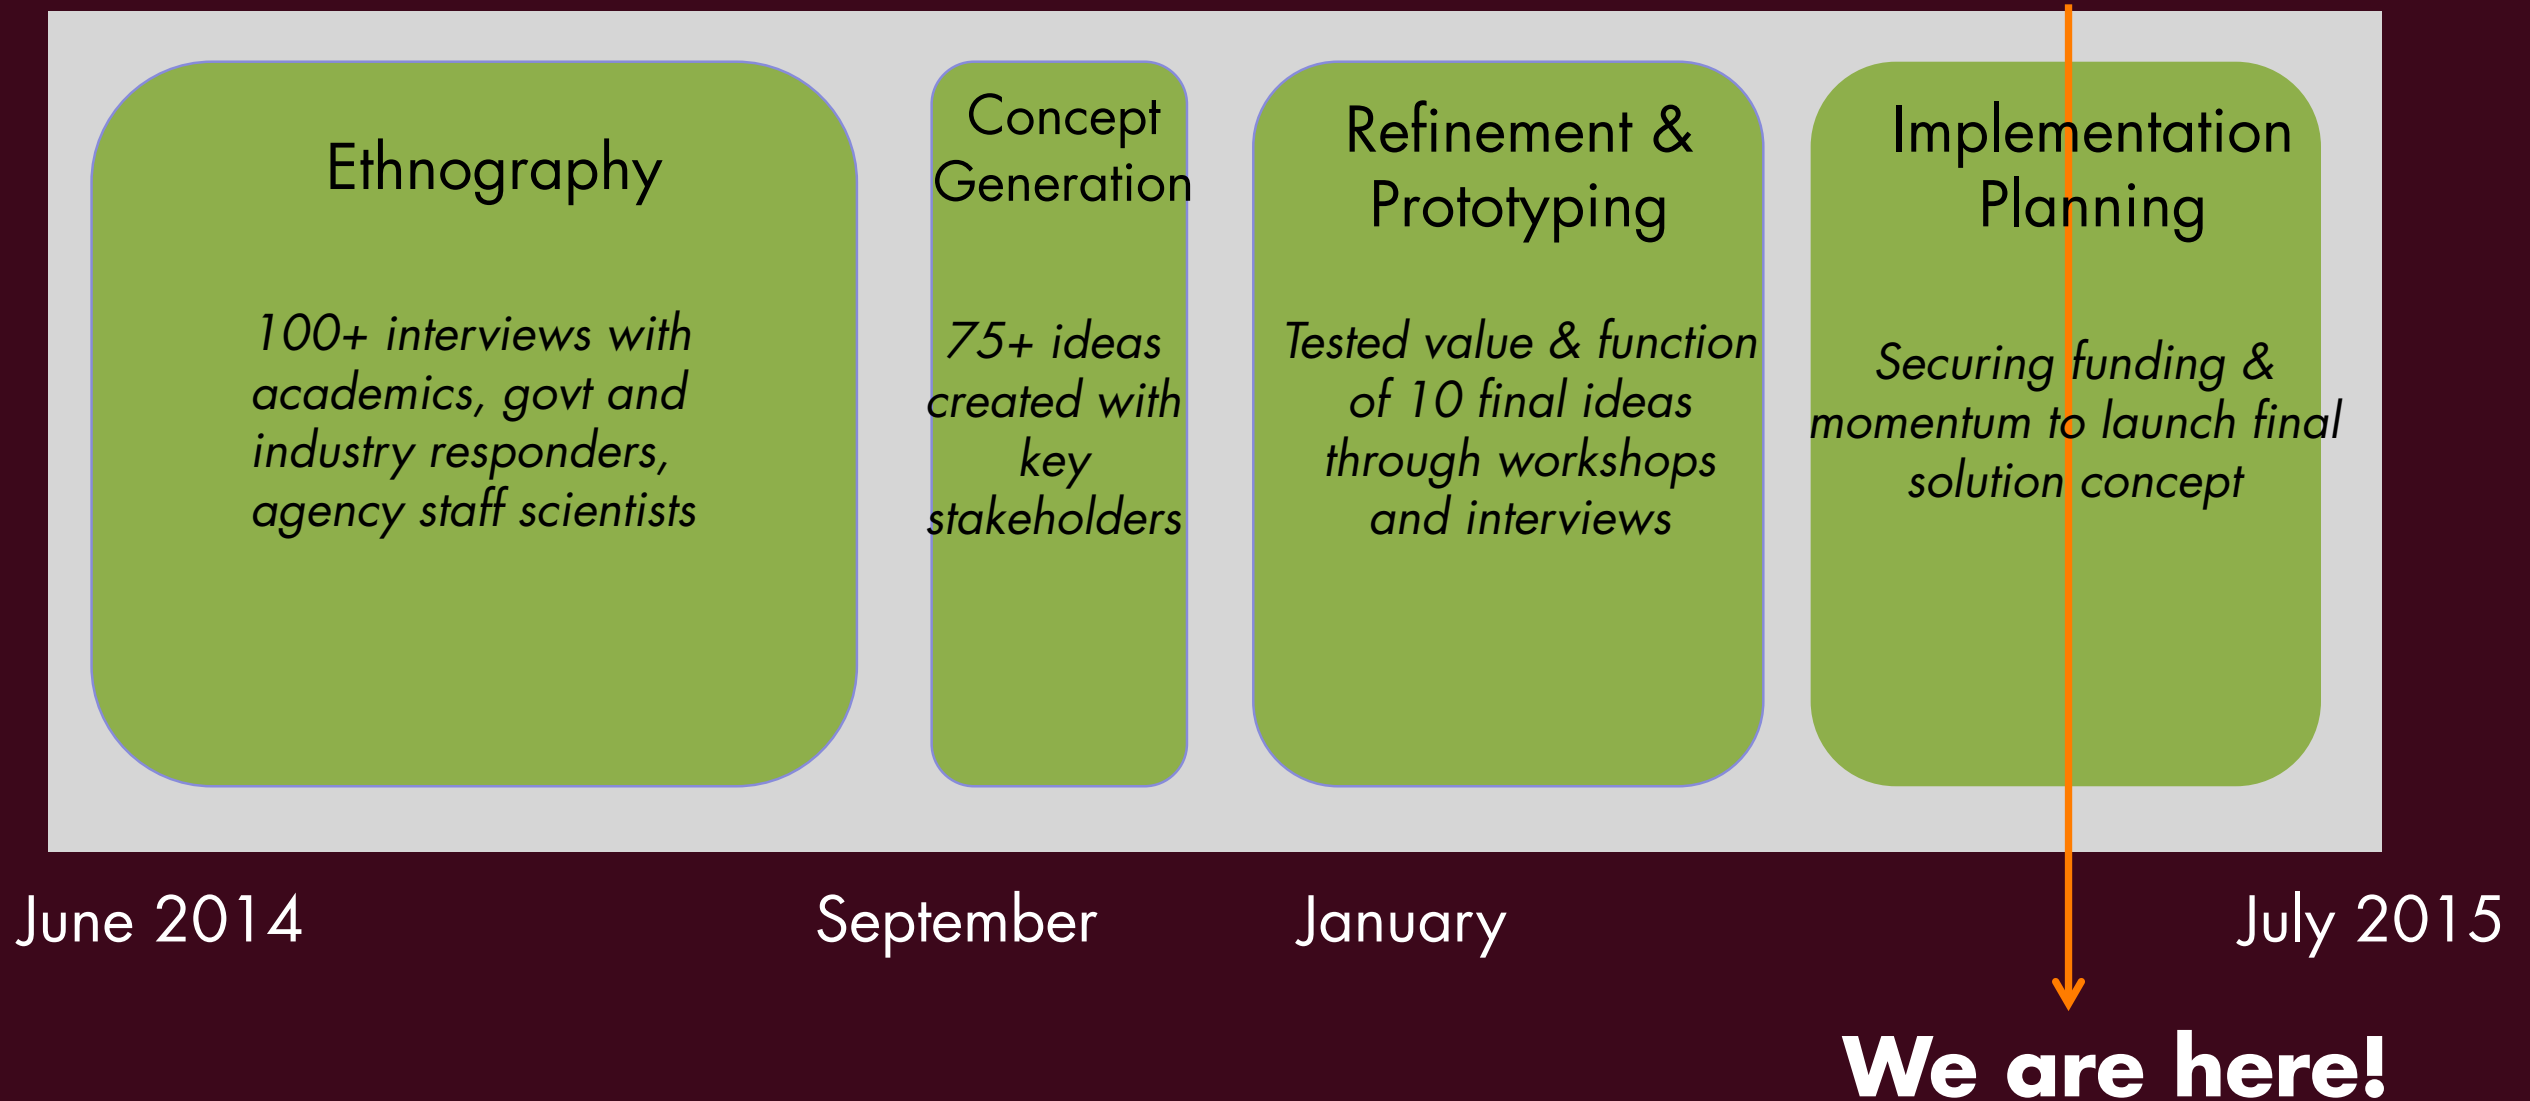 Ethnography
100+ interviews with
academics, govt and
industry responders,
agency staff scientists
Concept
Generation
75+ ideas
created with
key
stakeholders
Refinement &
Prototyping
Tested value & function
of 10 final ideas
through workshops
and interviews
Implementation
Planning
Securing funding &
momentum to launch final
solution concept
June 2014
September
January
July 2015
We are here!